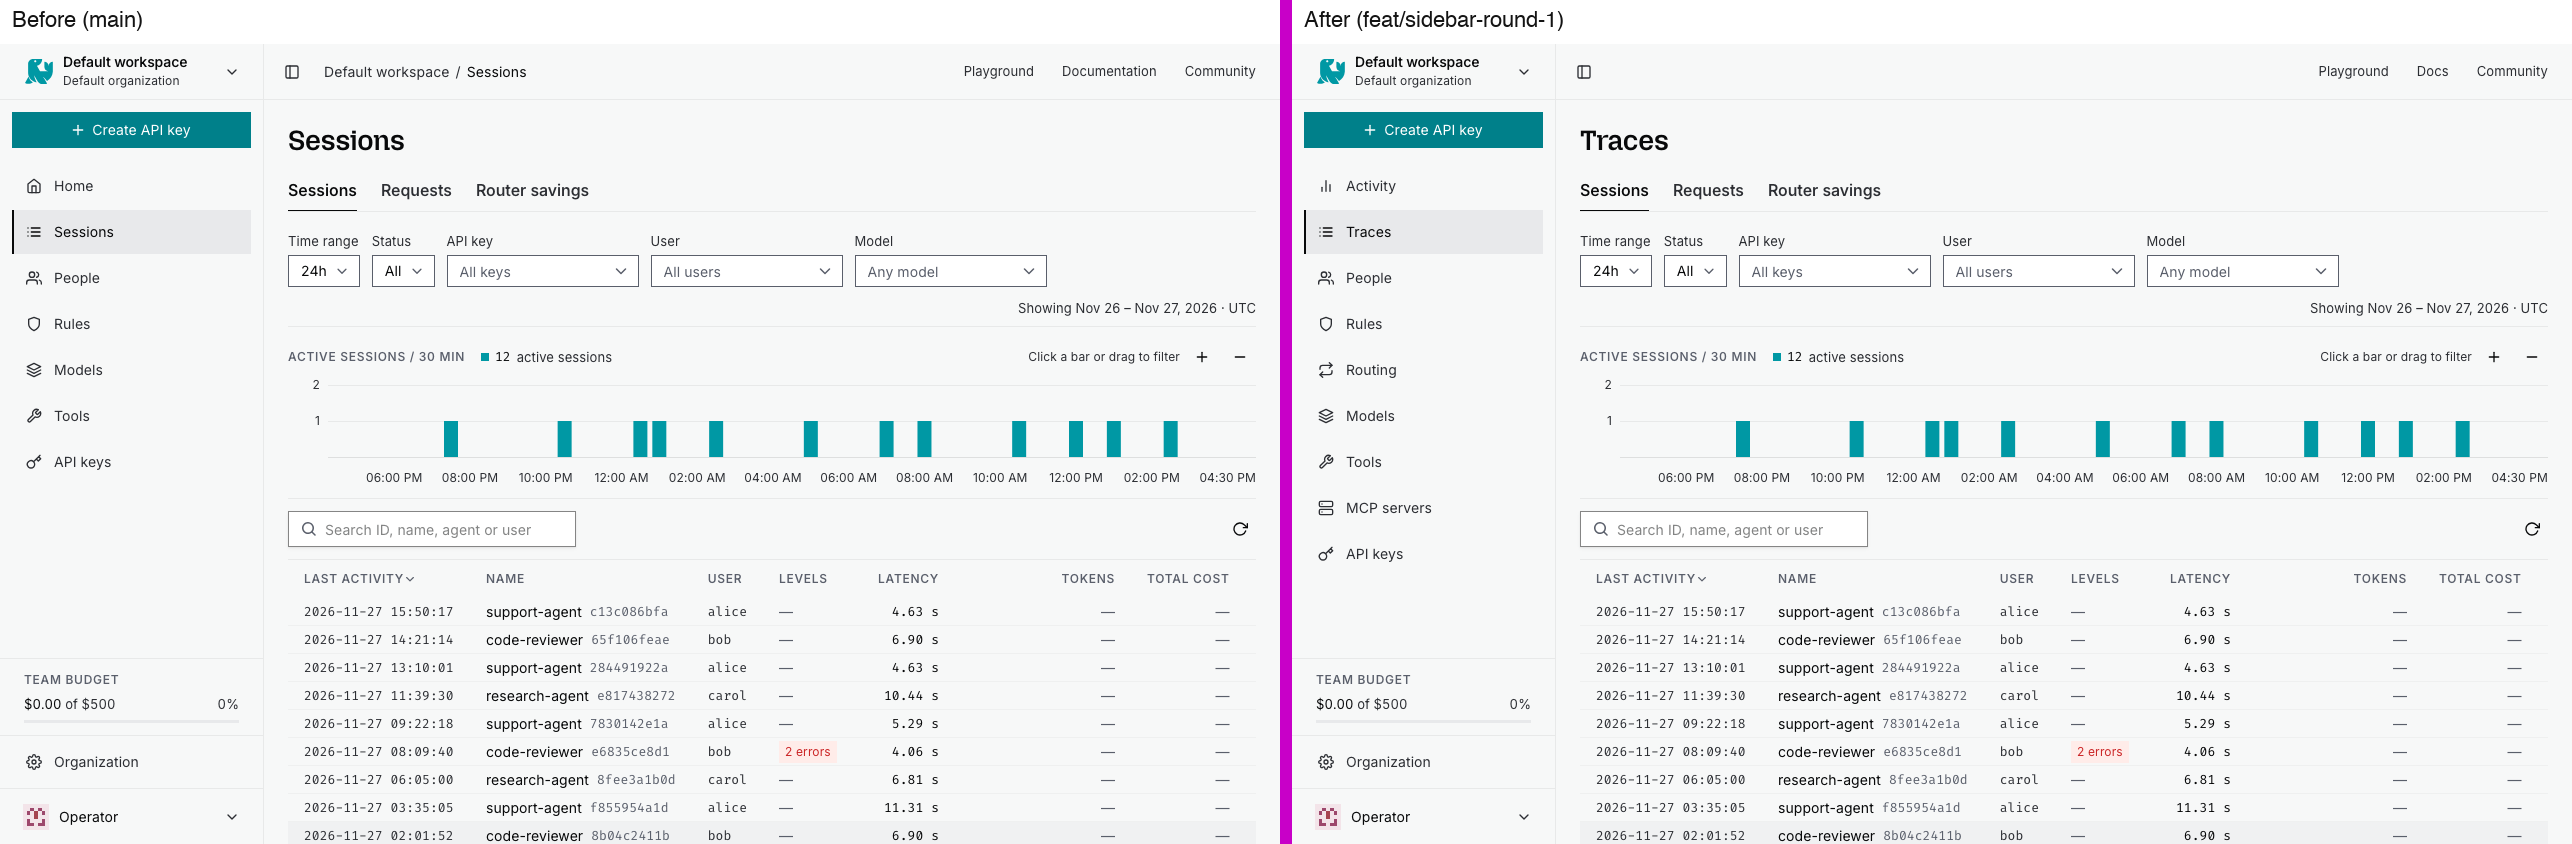 Before (main)
Default workspace
Default organization
Default workspace / Sessions
Playground Documentation Community
+ Create API key
Home
Sessions
People
Rules
Models
Tools
API keys
TEAM BUDGET
$0.00 of $500 0%
Organization
Operator
Sessions
Sessions Requests Router savings
Time range Status API key User Model
24h All All keys All users Any model
Showing Nov 26 – Nov 27, 2026 · UTC
ACTIVE SESSIONS / 30 MIN 12 active sessions Click a bar or drag to filter + −
2
1
06:00 PM 08:00 PM 10:00 PM 12:00 AM 02:00 AM 04:00 AM 06:00 AM 08:00 AM 10:00 AM 12:00 PM 02:00 PM 04:30 PM
Search ID, name, agent or user
LAST ACTIVITY NAME USER LEVELS LATENCY TOKENS TOTAL COST
2026-11-27 15:50:17 support-agent c13c086bfa alice — 4.63 s — —
2026-11-27 14:21:14 code-reviewer 65f106feae bob — 6.90 s — —
2026-11-27 13:10:01 support-agent 284491922a alice — 4.63 s — —
2026-11-27 11:39:30 research-agent e817438272 carol — 10.44 s — —
2026-11-27 09:22:18 support-agent 7830142e1a alice — 5.29 s — —
2026-11-27 08:09:40 code-reviewer e6835ce8d1 bob 2 errors 4.06 s — —
2026-11-27 06:05:00 research-agent 8fee3a1b0d carol — 6.81 s — —
2026-11-27 03:35:05 support-agent f855954a1d alice — 11.31 s — —
2026-11-27 02:01:52 code-reviewer 8b04c2411b bob — 6.90 s — —
After (feat/sidebar-round-1)
Default workspace
Default organization
Playground Docs Community
+ Create API key
Activity
Traces
People
Rules
Routing
Models
Tools
MCP servers
API keys
TEAM BUDGET
$0.00 of $500 0%
Organization
Operator
Traces
Sessions Requests Router savings
Time range Status API key User Model
24h All All keys All users Any model
Showing Nov 26 – Nov 27, 2026 · UTC
ACTIVE SESSIONS / 30 MIN 12 active sessions Click a bar or drag to filter + −
2
1
06:00 PM 08:00 PM 10:00 PM 12:00 AM 02:00 AM 04:00 AM 06:00 AM 08:00 AM 10:00 AM 12:00 PM 02:00 PM 04:30 PM
Search ID, name, agent or user
LAST ACTIVITY NAME USER LEVELS LATENCY TOKENS TOTAL COST
2026-11-27 15:50:17 support-agent c13c086bfa alice — 4.63 s — —
2026-11-27 14:21:14 code-reviewer 65f106feae bob — 6.90 s — —
2026-11-27 13:10:01 support-agent 284491922a alice — 4.63 s — —
2026-11-27 11:39:30 research-agent e817438272 carol — 10.44 s — —
2026-11-27 09:22:18 support-agent 7830142e1a alice — 5.29 s — —
2026-11-27 08:09:40 code-reviewer e6835ce8d1 bob 2 errors 4.06 s — —
2026-11-27 06:05:00 research-agent 8fee3a1b0d carol — 6.81 s — —
2026-11-27 03:35:05 support-agent f855954a1d alice — 11.31 s — —
2026-11-27 02:01:52 code-reviewer 8b04c2411b bob — 6.90 s — —